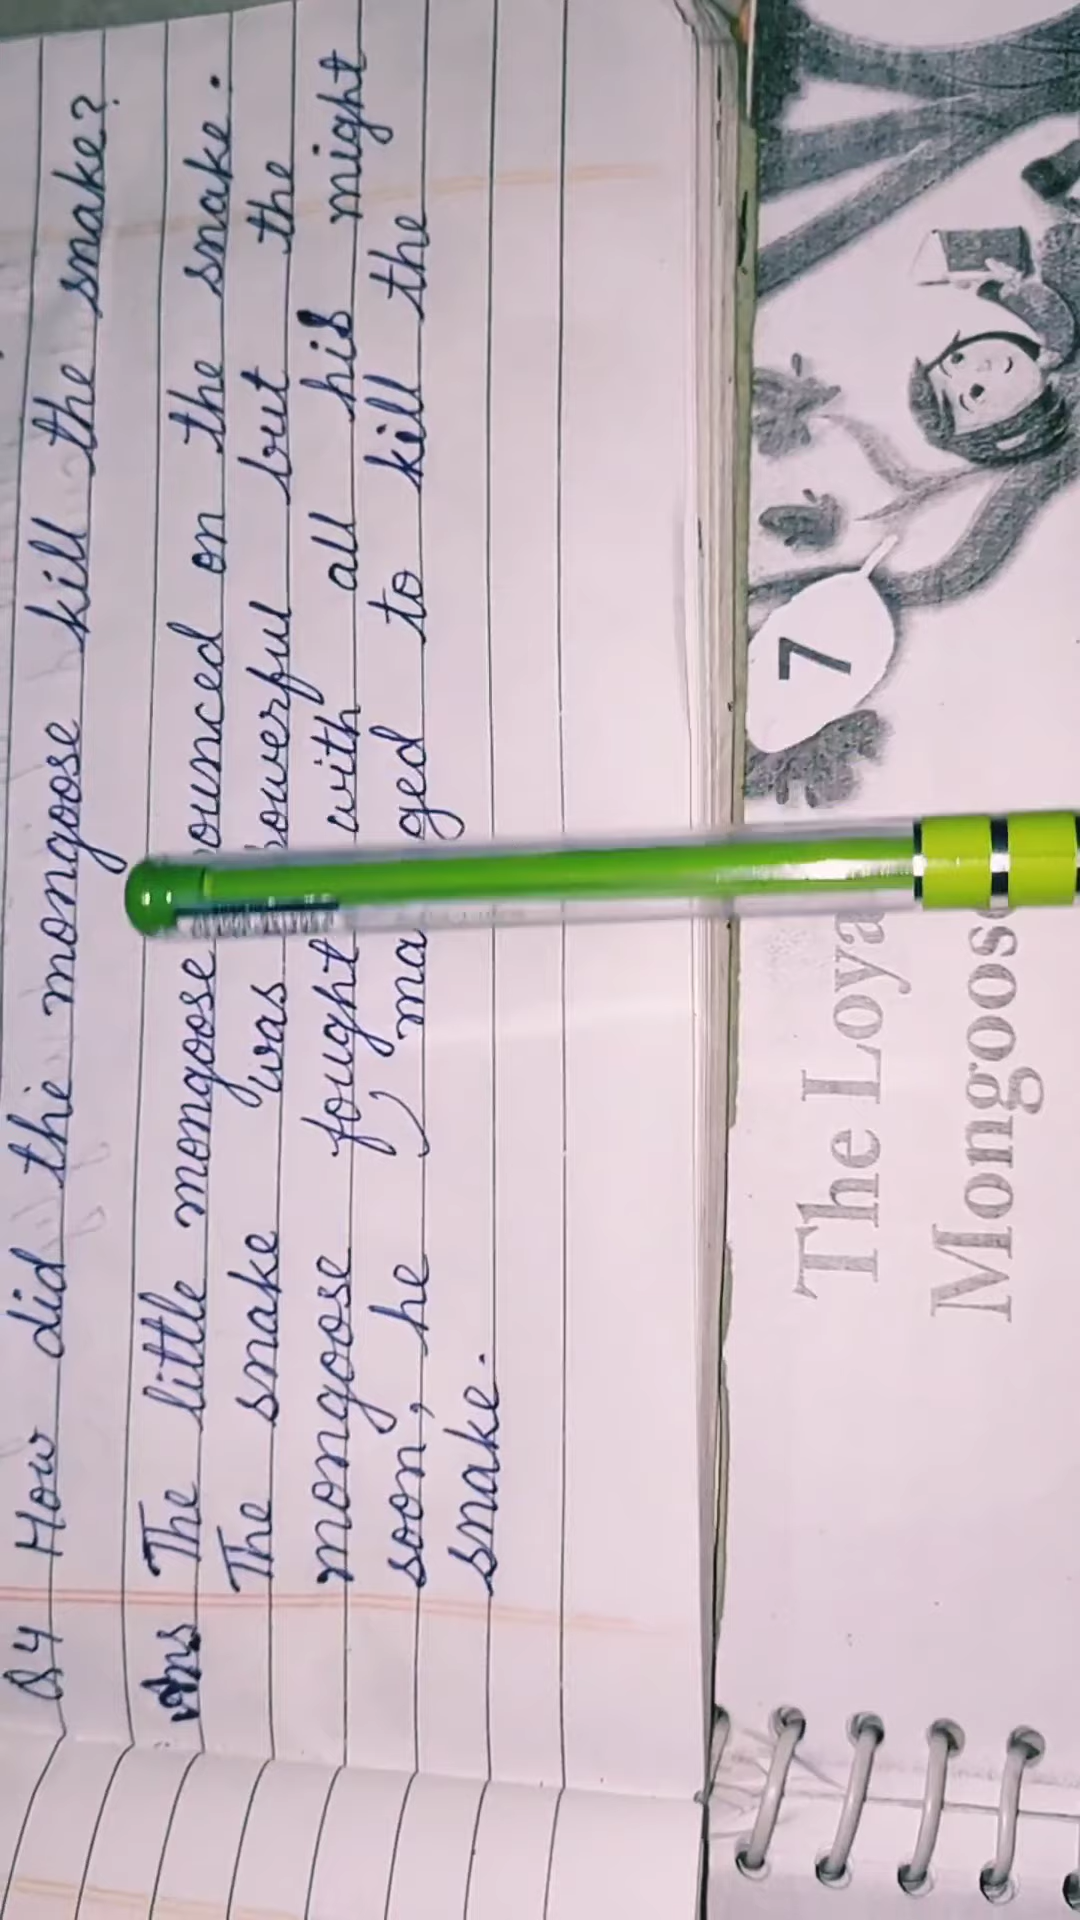 Q4 How did the mongoose kill the snake?
Ans The little mongoose ounced on the snake.
The snake was powerful but the
mongoose fought with all his might
soon, he managed to kill the
snake.
7
The Loya
Mongoos